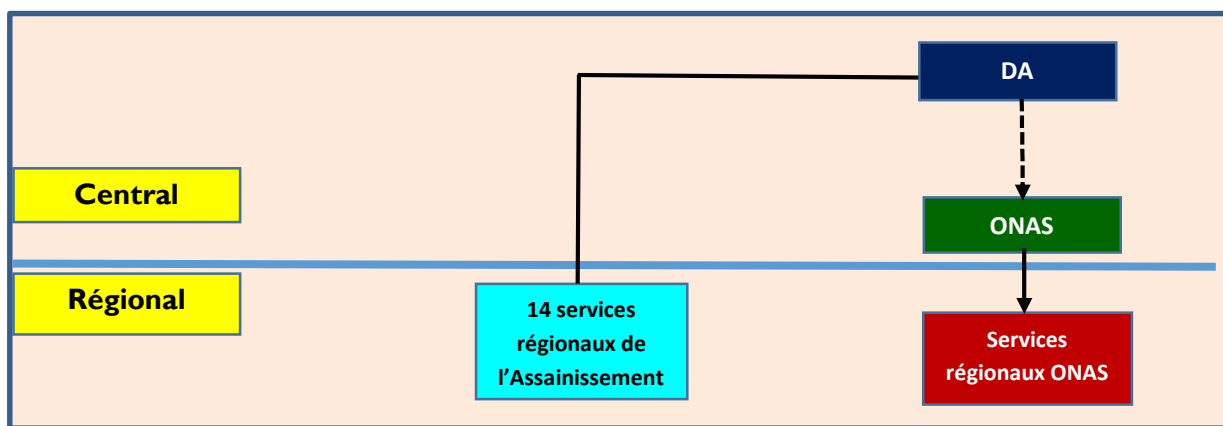 DA
Central
ONAS
Régional
14 services
régionaux de
l'Assainissement
Services
régionaux ONAS